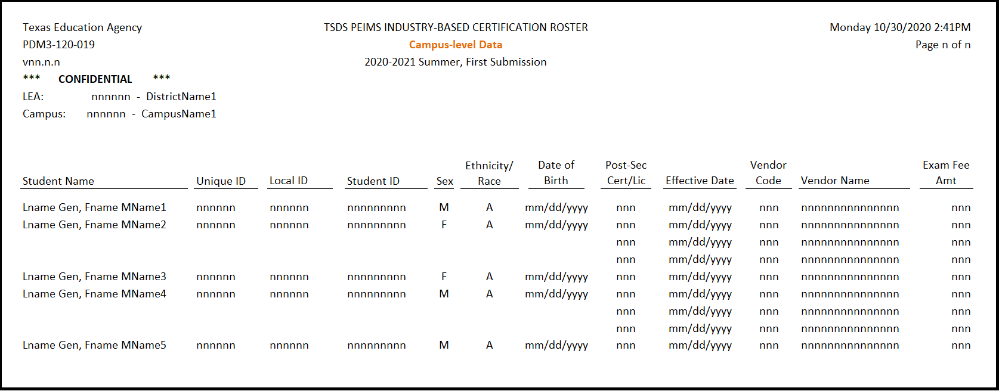 Texas Education Agency TSDS PEIMS INDUSTRY-BASED CERTIFICATION ROSTER Monday 10/30/2020 2:41PM
PDM3-120-019 Campus-level Data Page n of n
vnn.n.n 2020-2021 Summer, First Submission
*** CONFIDENTIAL ***
LEA: nnnnnn - DistrictName1
Campus: nnnnnn - CampusName1
Ethnicity/ Date of Post-Sec Vendor Exam Fee
Student Name Unique ID Local ID Student ID Sex Race Birth Cert/Lic Effective Date Code Vendor Name Amt
Lname Gen, Fname MName1 nnnnnn nnnnnn nnnnnnnnn M A mm/dd/yyyy nnn mm/dd/yyyy nnn nnnnnnnnnnnnnnn nnn
Lname Gen, Fname MName2 nnnnnn nnnnnn nnnnnnnnn F A mm/dd/yyyy nnn mm/dd/yyyy nnn nnnnnnnnnnnnnnn nnn
nnn mm/dd/yyyy nnn nnnnnnnnnnnnnnn nnn
nnn mm/dd/yyyy nnn nnnnnnnnnnnnnnn nnn
Lname Gen, Fname MName3 nnnnnn nnnnnn nnnnnnnnn F A mm/dd/yyyy nnn mm/dd/yyyy nnn nnnnnnnnnnnnnnn nnn
Lname Gen, Fname MName4 nnnnnn nnnnnn nnnnnnnnn M A mm/dd/yyyy nnn mm/dd/yyyy nnn nnnnnnnnnnnnnnn nnn
nnn mm/dd/yyyy nnn nnnnnnnnnnnnnnn nnn
nnn mm/dd/yyyy nnn nnnnnnnnnnnnnnn nnn
Lname Gen, Fname MName5 nnnnnn nnnnnn nnnnnnnnn M A mm/dd/yyyy nnn mm/dd/yyyy nnn nnnnnnnnnnnnnnn nnn